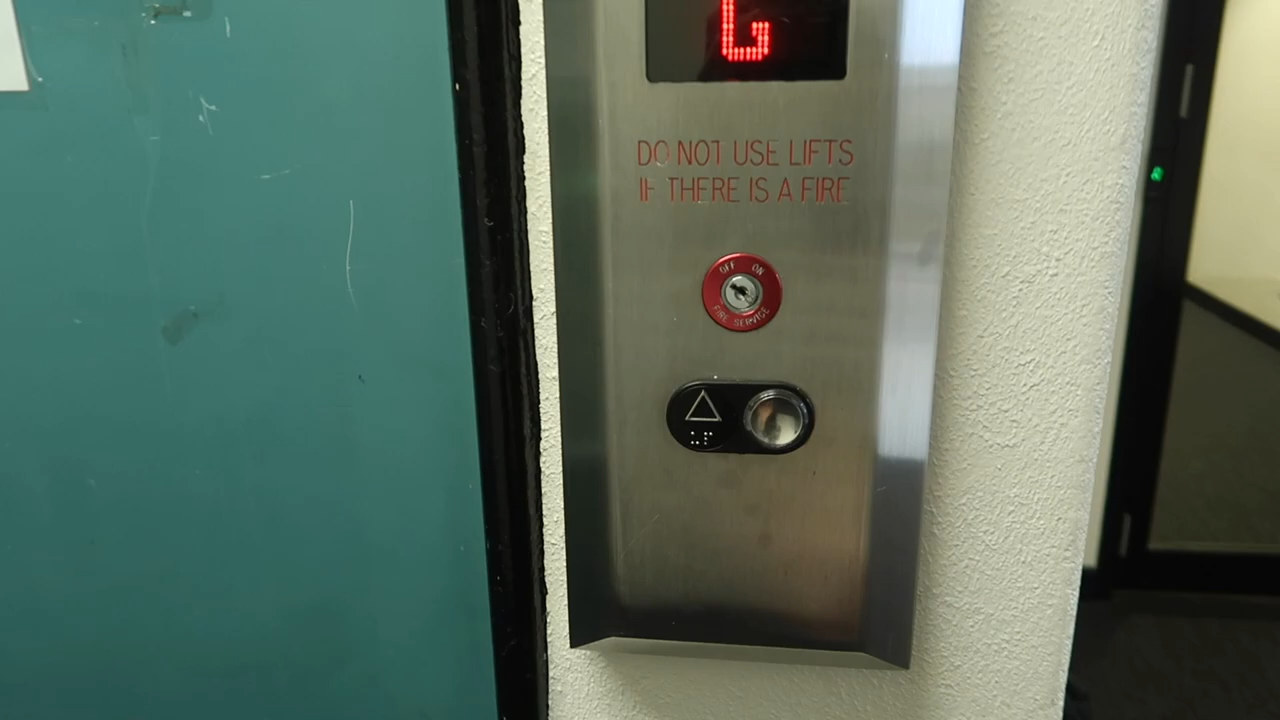 G
DO NOT USE LIFTS
IF THERE IS A FIRE
OFF ON
FIRE SERVICE